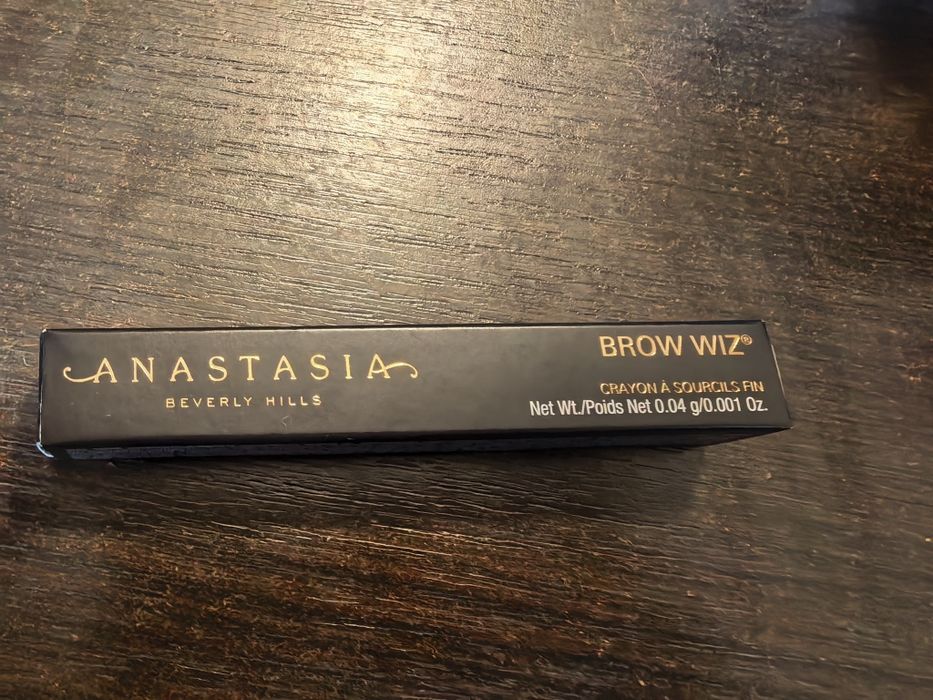 ANASTASIA
BEVERLY HILLS
BROW WIZ®
CRAYON À SOURCILS FIN
Net Wt./Poids Net 0.04 g/0.001 Oz.